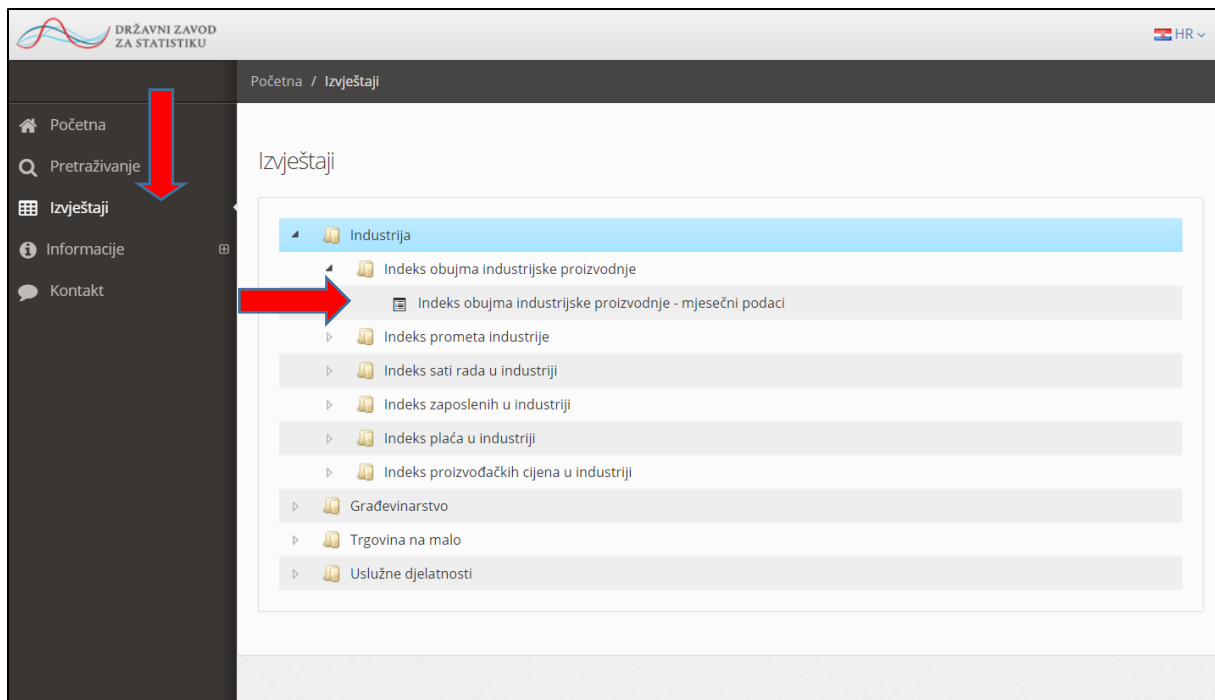 DRŽAVNI ZAVOD
ZA STATISTIKU
HR
Početna / Izvještaji
Početna
Pretraživanje
Izvještaji
Informacije
Kontakt
Izvještaji
Industrija
Indeks obujma industrijske proizvodnje
Indeks obujma industrijske proizvodnje - mjesečni podaci
Indeks prometa industrije
Indeks sati rada u industriji
Indeks zaposlenih u industriji
Indeks plaća u industriji
Indeks proizvođačkih cijena u industriji
Građevinarstvo
Trgovina na malo
Uslužne djelatnosti